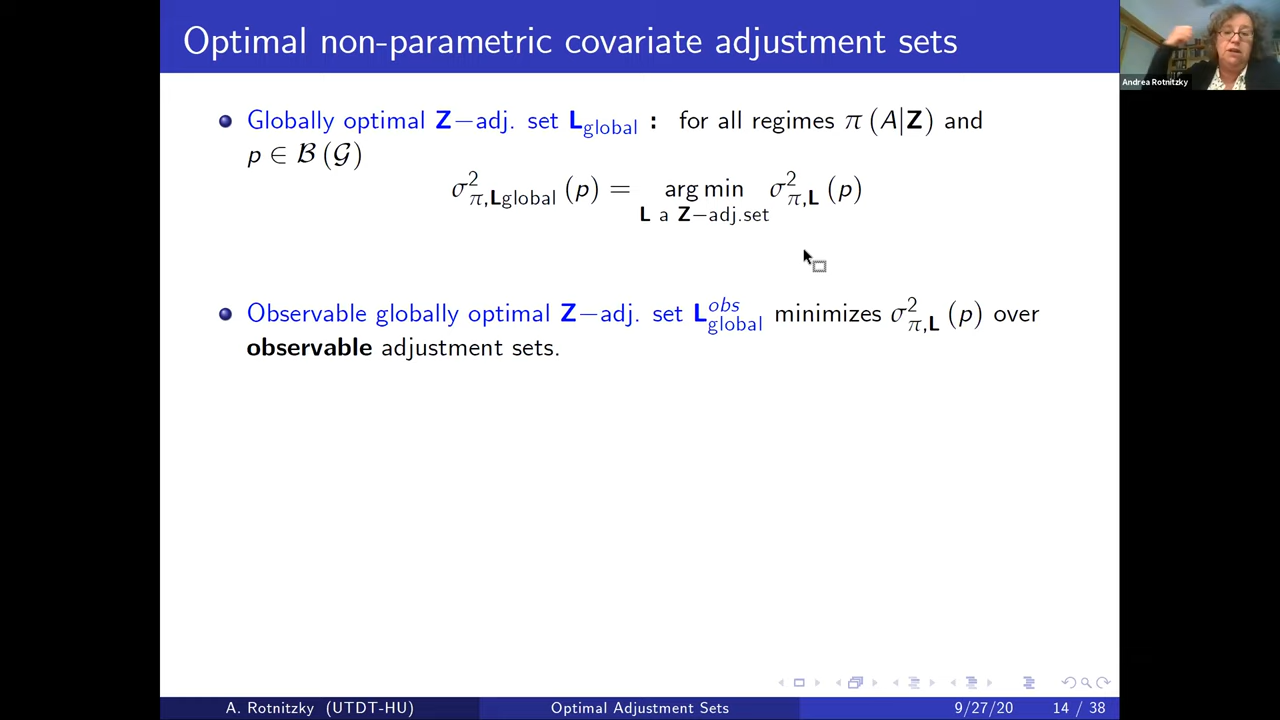 Optimal non-parametric covariate adjustment sets
Andrea Rotnitzky
Globally optimal Z−adj. set L_global : for all regimes π (A|Z) and
p ∈ ℬ (𝒢)
σ²_π,Lglobal (p) = arg min σ²_π,L (p)
L a Z−adj.set
Observable globally optimal Z−adj. set L^obs_global minimizes σ²_π,L (p) over
observable adjustment sets.
A. Rotnitzky (UTDT-HU) Optimal Adjustment Sets 9/27/20 14 / 38